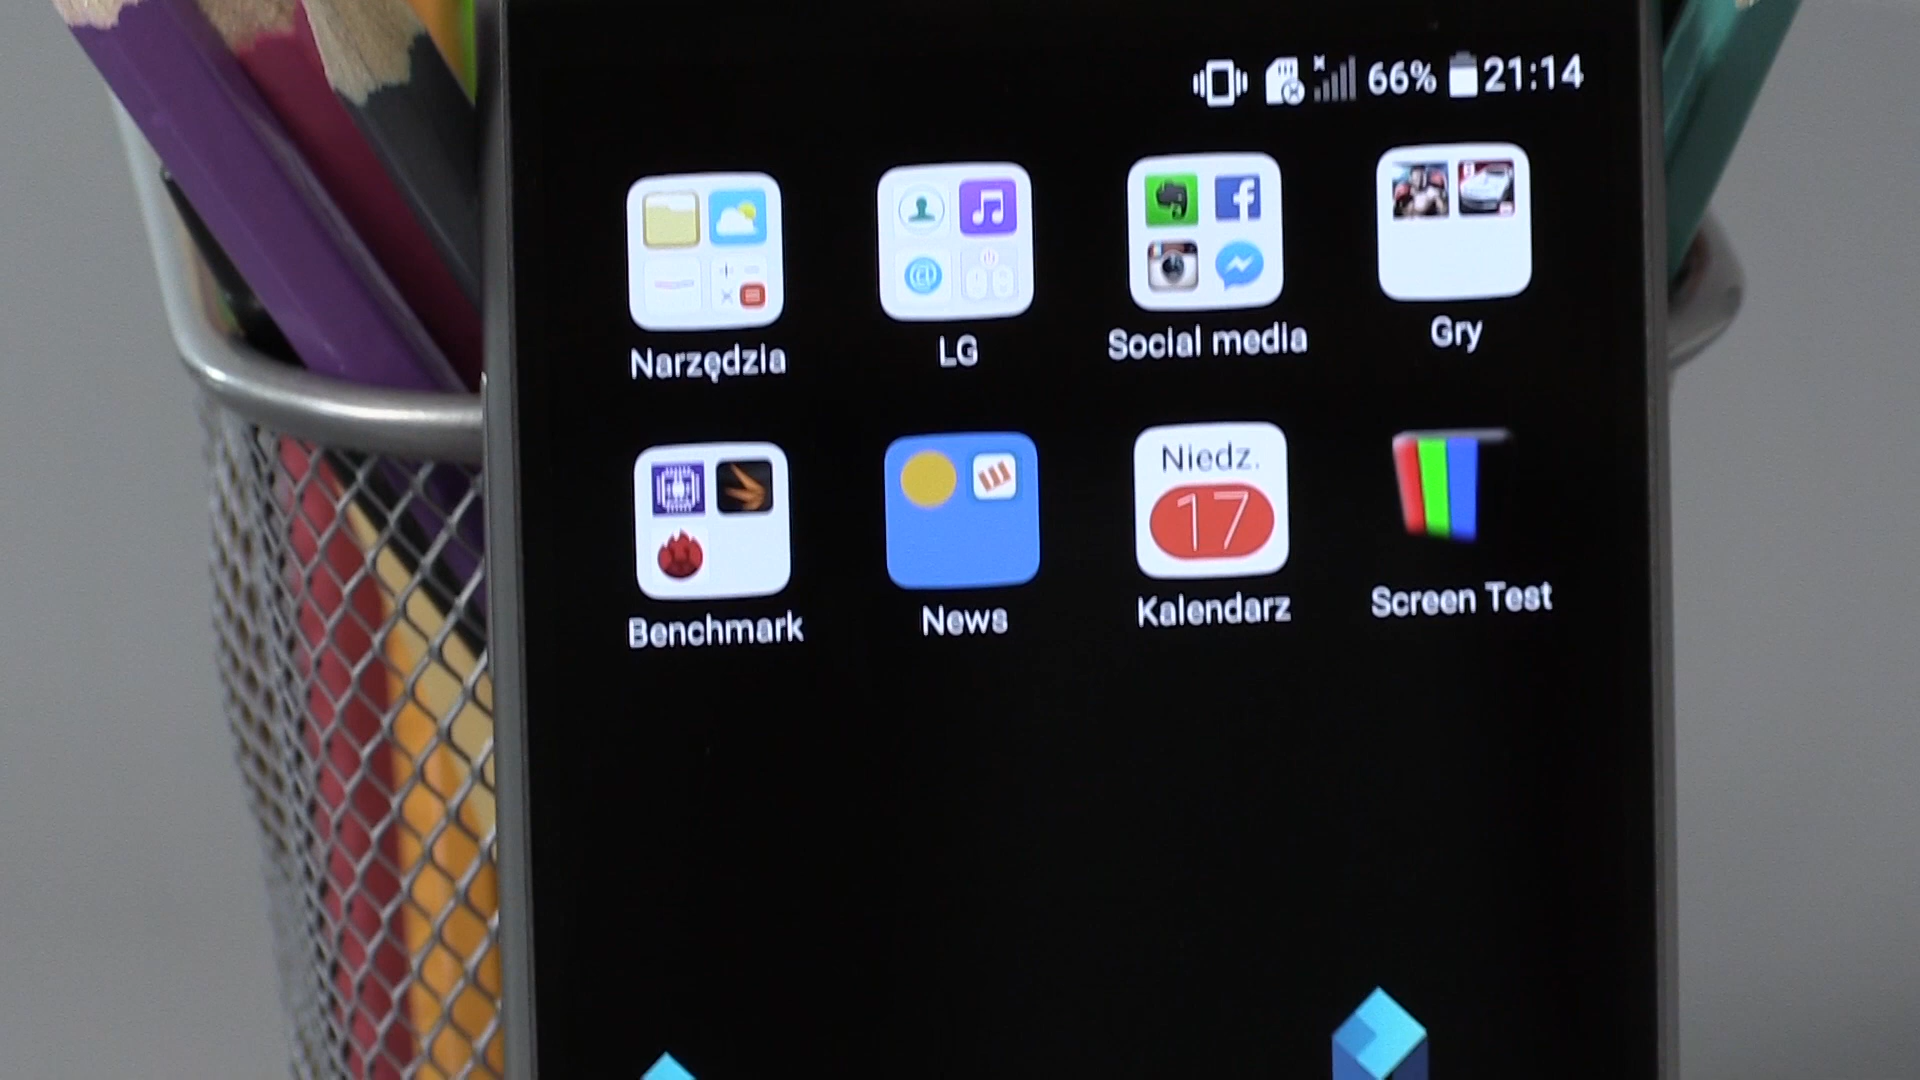 66% 21:14
Narzędzia LG Social media Gry
Niedz.
17
Benchmark News Kalendarz Screen Test